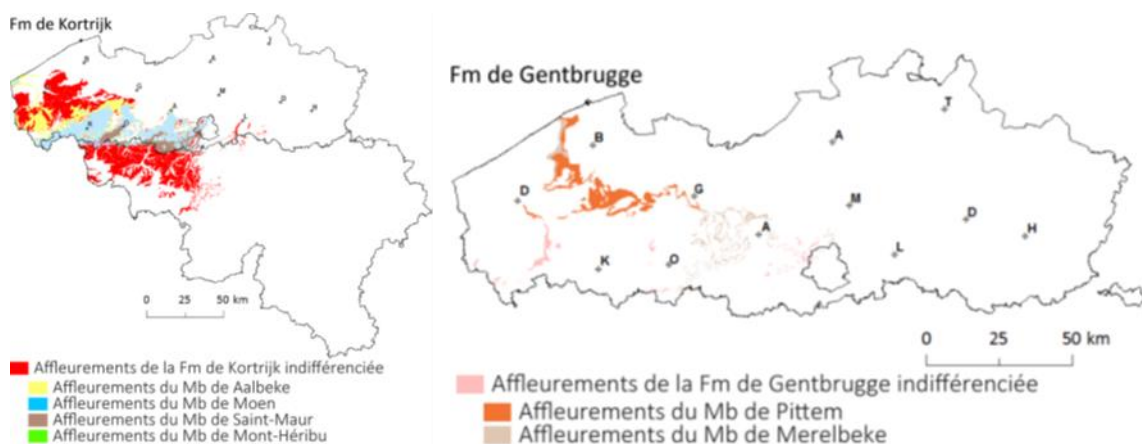 Fm de Kortrijk
0 25 50 km
Affleurements de la Fm de Kortrijk indifférenciée
Affleurements du Mb de Aalbeke
Affleurements du Mb de Moen
Affleurements du Mb de Saint-Maur
Affleurements du Mb de Mont-Héribu
Fm de Gentbrugge
T
B
A
D
G
M
D
H
A
L
K
O
0 25 50 km
Affleurements de la Fm de Gentbrugge indifférenciée
Affleurements du Mb de Pittem
Affleurements du Mb de Merelbeke